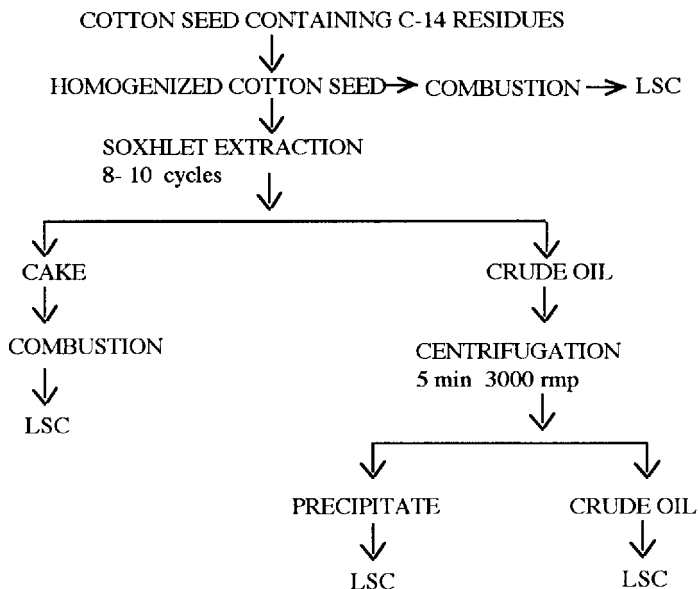 COTTON SEED CONTAINING C-14 RESIDUES
HOMOGENIZED COTTON SEED COMBUSTION LSC
SOXHLET EXTRACTION
8- 10 cycles
CAKE CRUDE OIL
COMBUSTION CENTRIFUGATION
5 min 3000 rmp
LSC
PRECIPITATE CRUDE OIL
LSC LSC